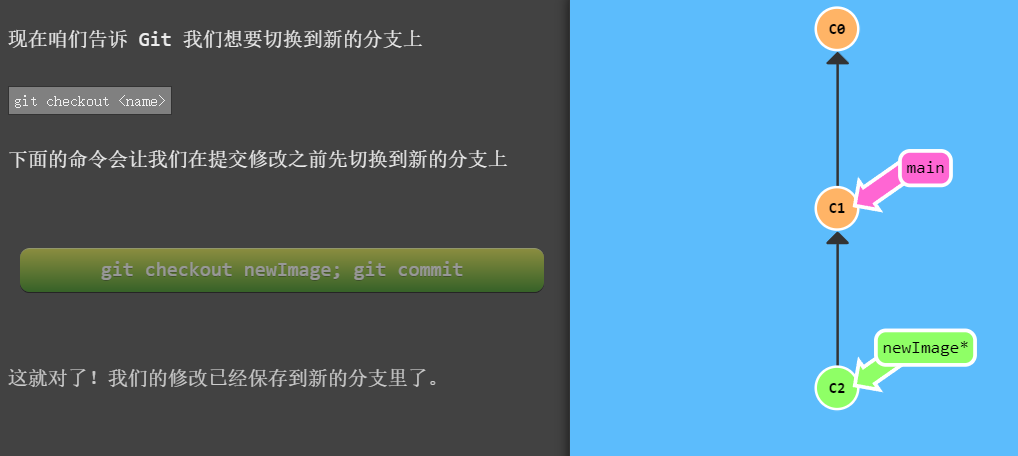 现在咱们告诉 Git 我们想要切换到新的分支上
git checkout <name>
下面的命令会让我们在提交修改之前先切换到新的分支上
git checkout newImage; git commit
这就对了！我们的修改已经保存到新的分支里了。
C0
main
C1
newImage*
C2